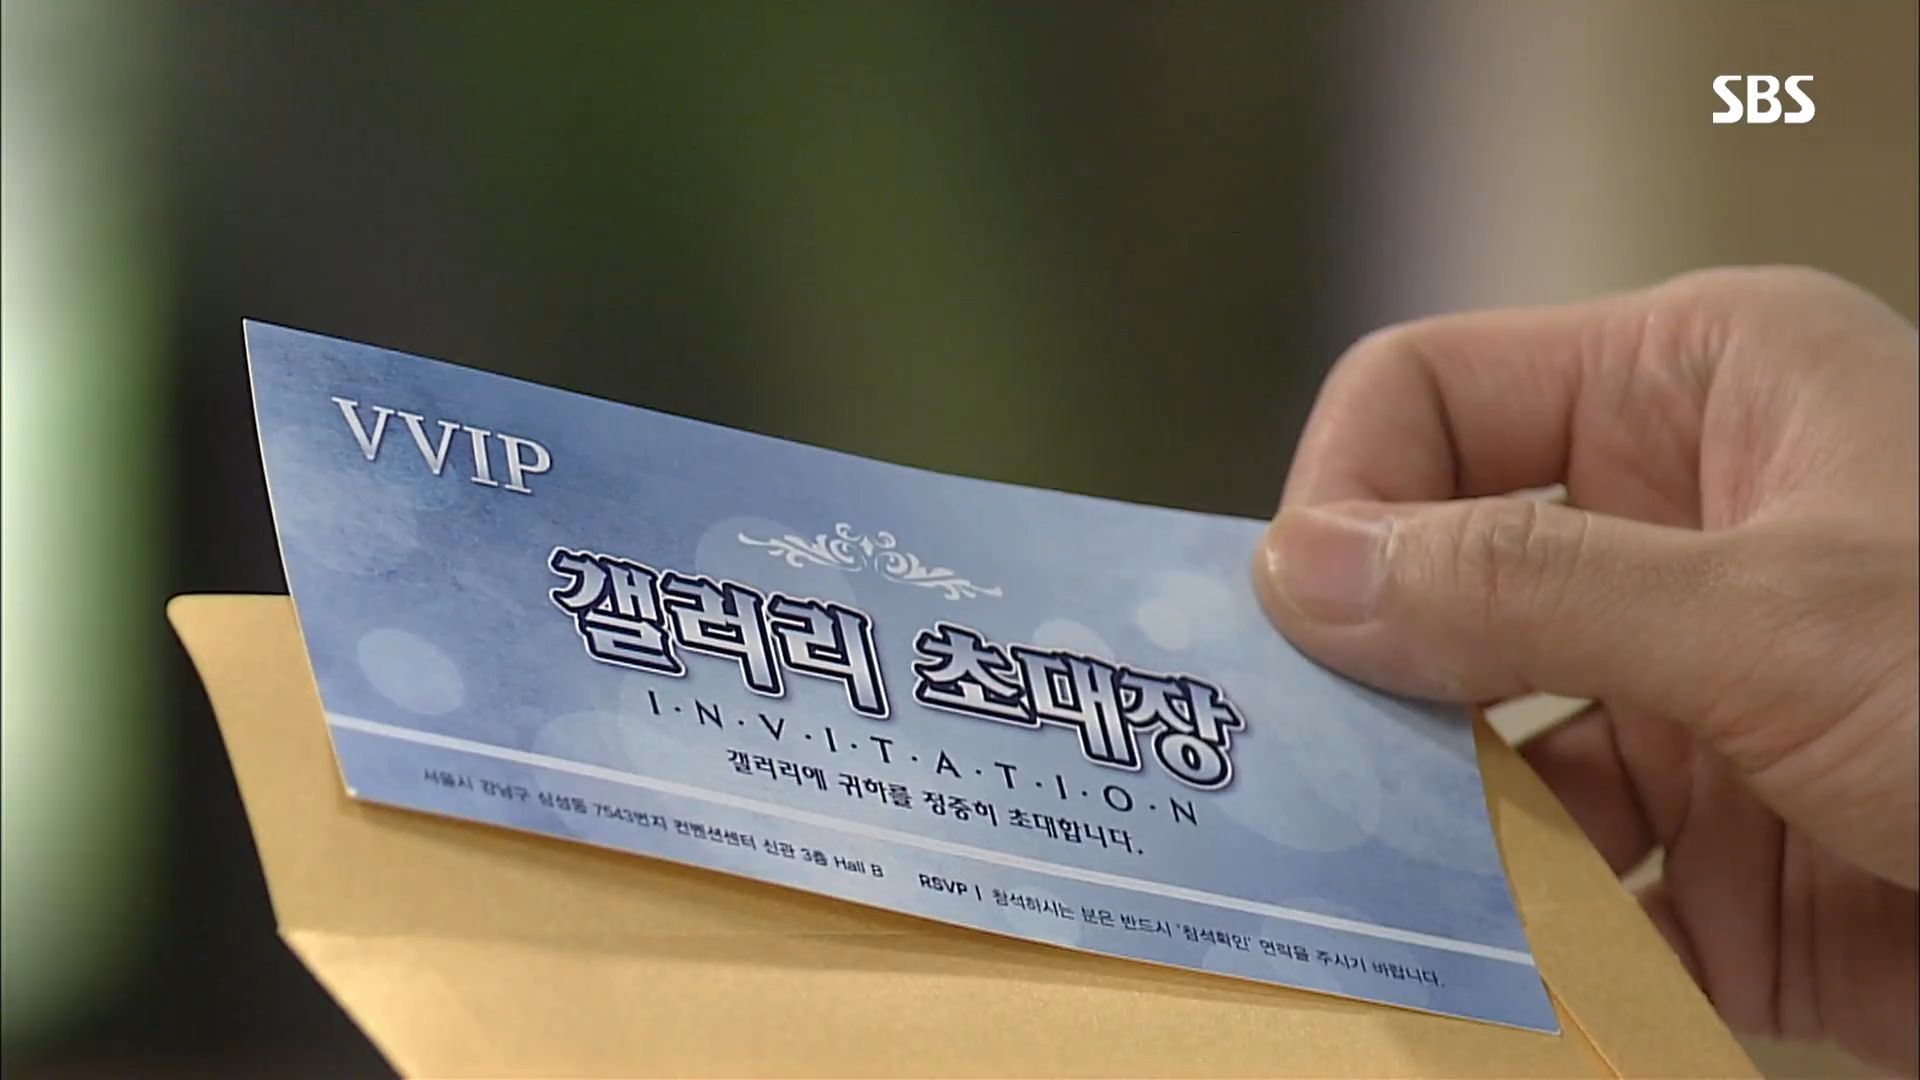 SBS
VVIP
갤러리 초대장
I·N·V·I·T·A·T·I·O·N
갤러리에 귀하를 정중히 초대합니다.
서울시 강남구 삼성동 7543번지 컨벤션센터 신관 3층 Hall B RSVP | 참석하시는 분은 반드시 '참석확인' 연락을 주시기 바랍니다.